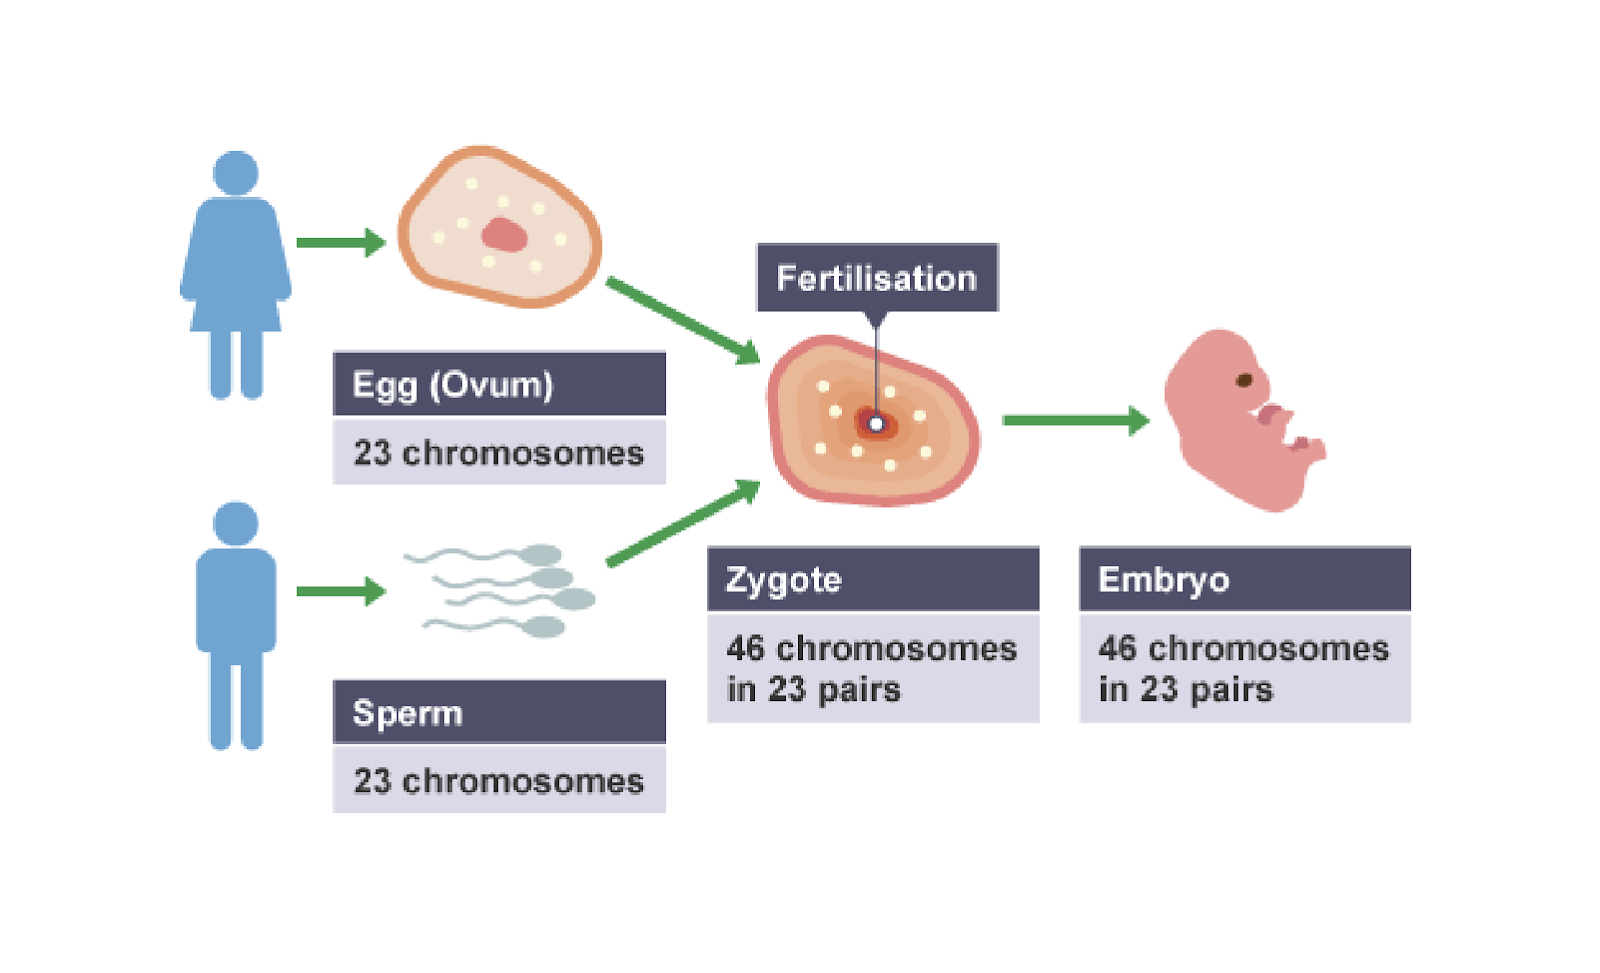 Fertilisation
Egg (Ovum)
23 chromosomes
Sperm
23 chromosomes
Zygote
46 chromosomes
in 23 pairs
Embryo
46 chromosomes
in 23 pairs